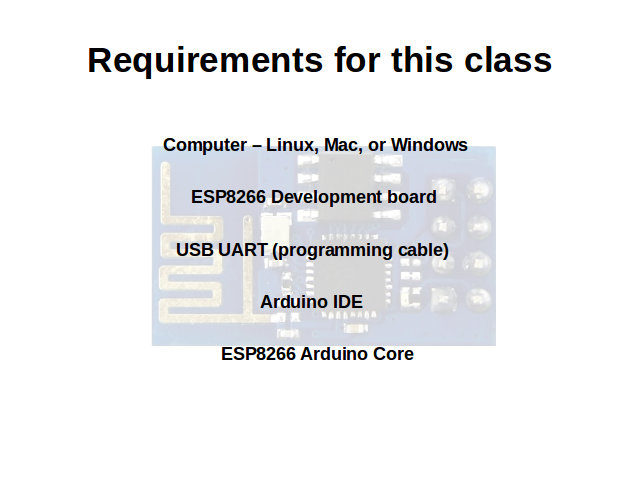 Requirements for this class
Computer – Linux, Mac, or Windows
ESP8266 Development board
USB UART (programming cable)
Arduino IDE
ESP8266 Arduino Core